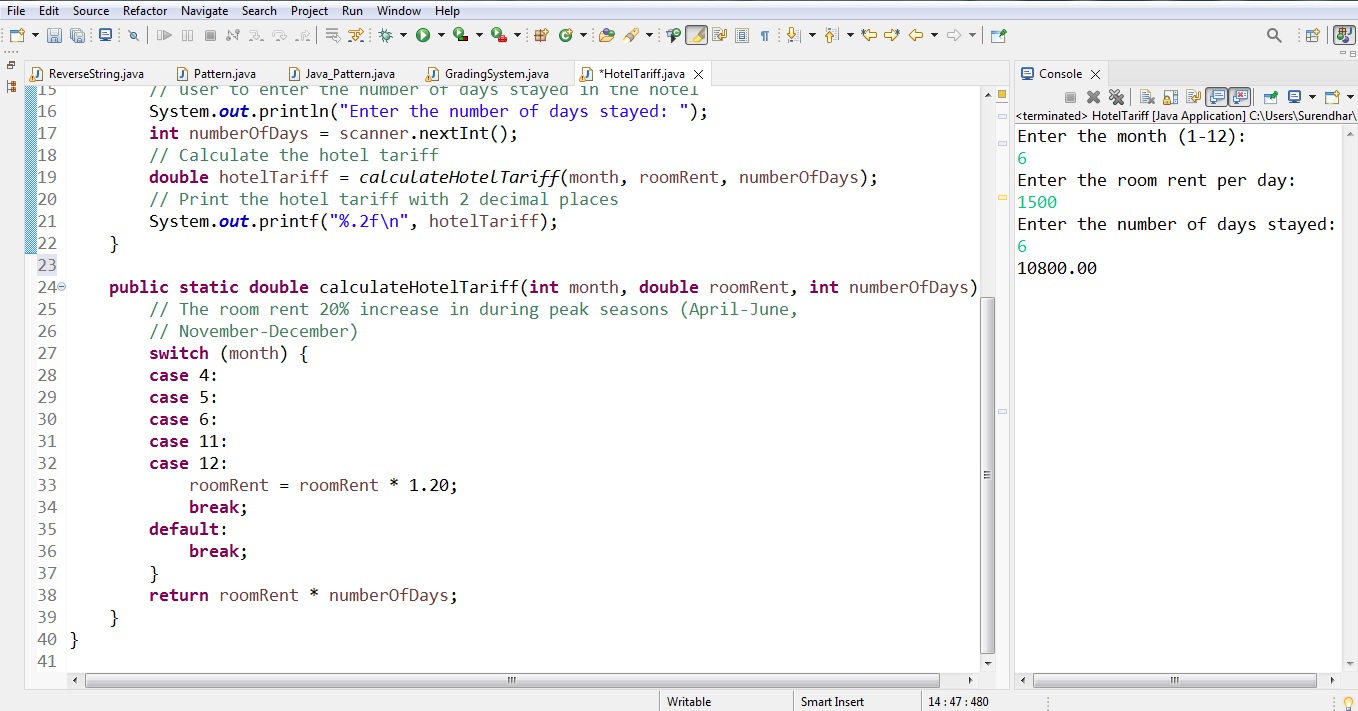 File Edit Source Refactor Navigate Search Project Run Window Help
ReverseString.java Pattern.java Java_Pattern.java GradingSystem.java *HotelTariff.java
15 // user to enter the number of days stayed in the hotel
16 System.out.println("Enter the number of days stayed: ");
17 int numberOfDays = scanner.nextInt();
18 // Calculate the hotel tariff
19 double hotelTariff = calculateHotelTariff(month, roomRent, numberOfDays);
20 // Print the hotel tariff with 2 decimal places
21 System.out.printf("%.2f\n", hotelTariff);
22 }
23
24 public static double calculateHotelTariff(int month, double roomRent, int numberOfDays)
25 // The room rent 20% increase in during peak seasons (April-June,
26 // November-December)
27 switch (month) {
28 case 4:
29 case 5:
30 case 6:
31 case 11:
32 case 12:
33 roomRent = roomRent * 1.20;
34 break;
35 default:
36 break;
37 }
38 return roomRent * numberOfDays;
39 }
40 }
41
Console
<terminated> HotelTariff [Java Application] C:\Users\Surendhar\
Enter the month (1-12):
6
Enter the room rent per day:
1500
Enter the number of days stayed:
6
10800.00
Writable Smart Insert 14 : 47 : 480